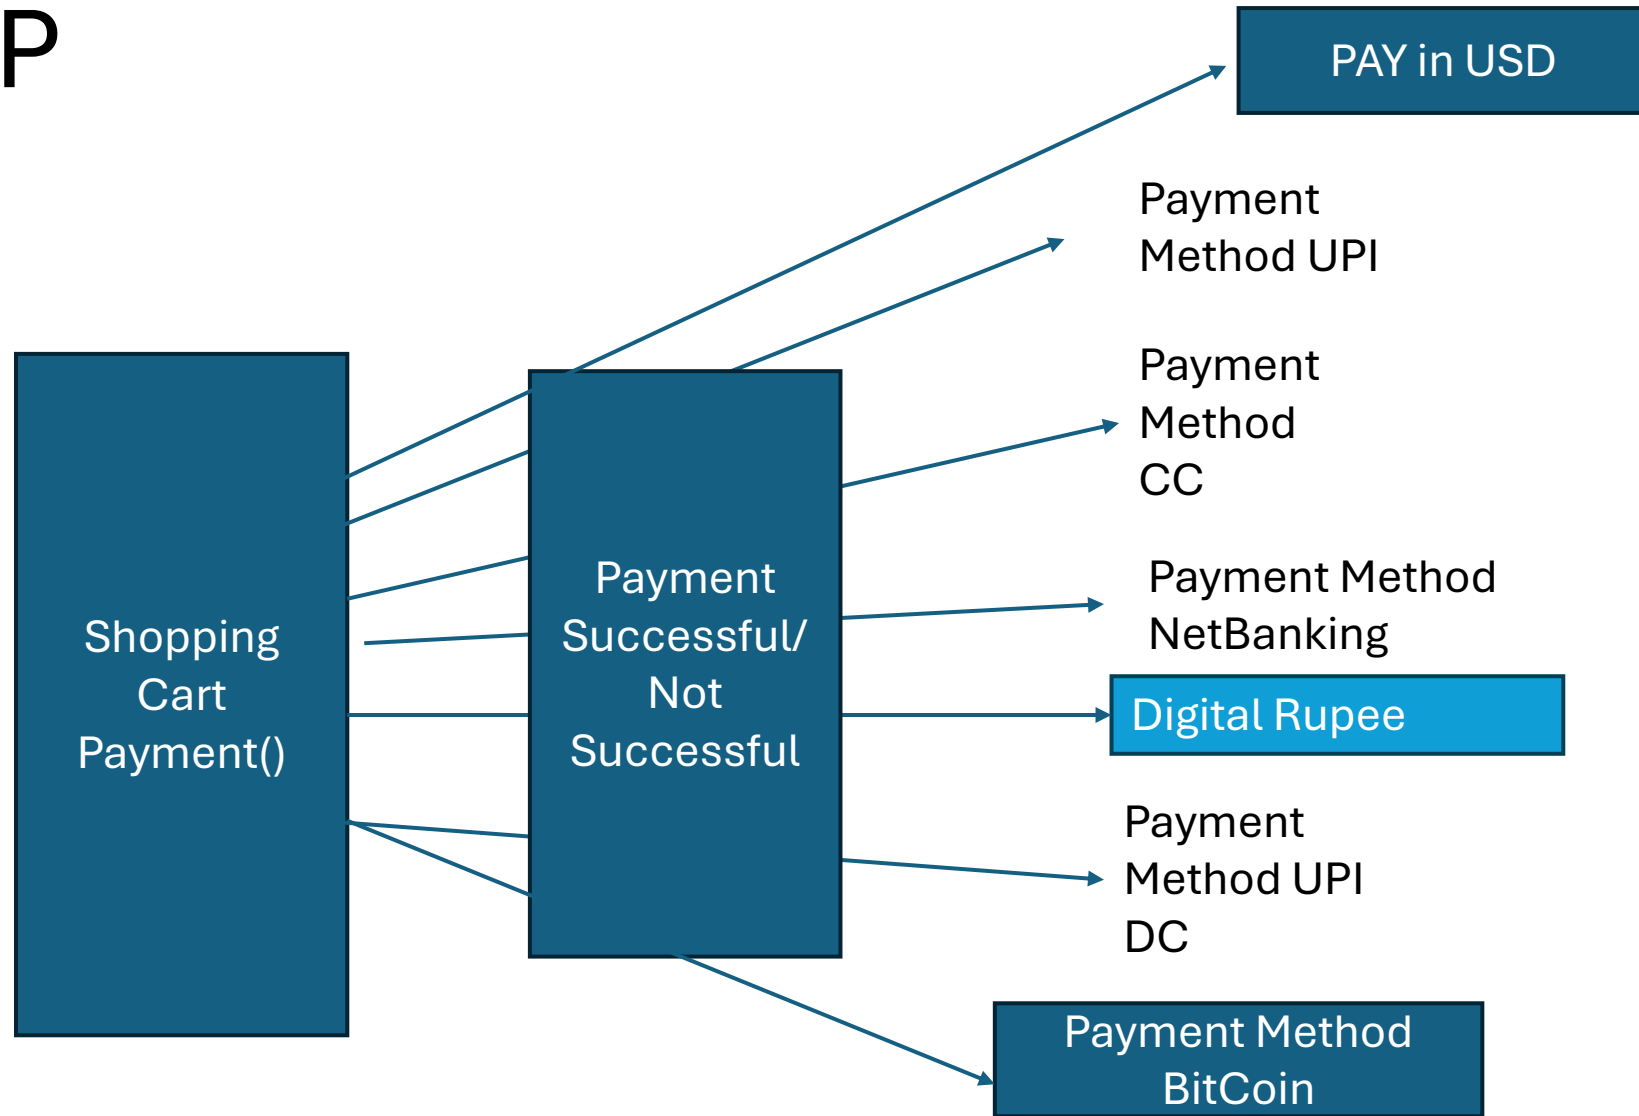 P
PAY in USD
Payment
Method UPI
Payment
Method
CC
Shopping
Cart
Payment()
Payment
Successful/
Not
Successful
Payment Method
NetBanking
Digital Rupee
Payment
Method UPI
DC
Payment Method
BitCoin